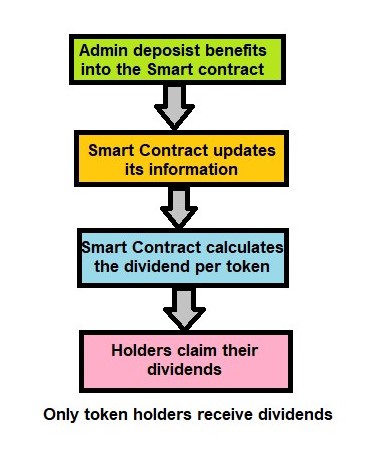 Admin deposist benefits
into the Smart contract
Smart Contract updates
its information
Smart Contract calculates
the dividend per token
Holders claim their
dividends
Only token holders receive dividends